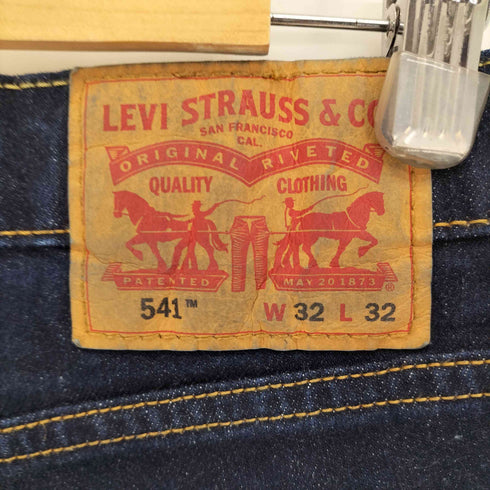 LEVI STRAUSS & CO
SAN FRANCISCO
CAL.
ORIGINAL RIVETED
QUALITY CLOTHING
PATENTED MAY 20 1873 ®
541™ W 32 L 32